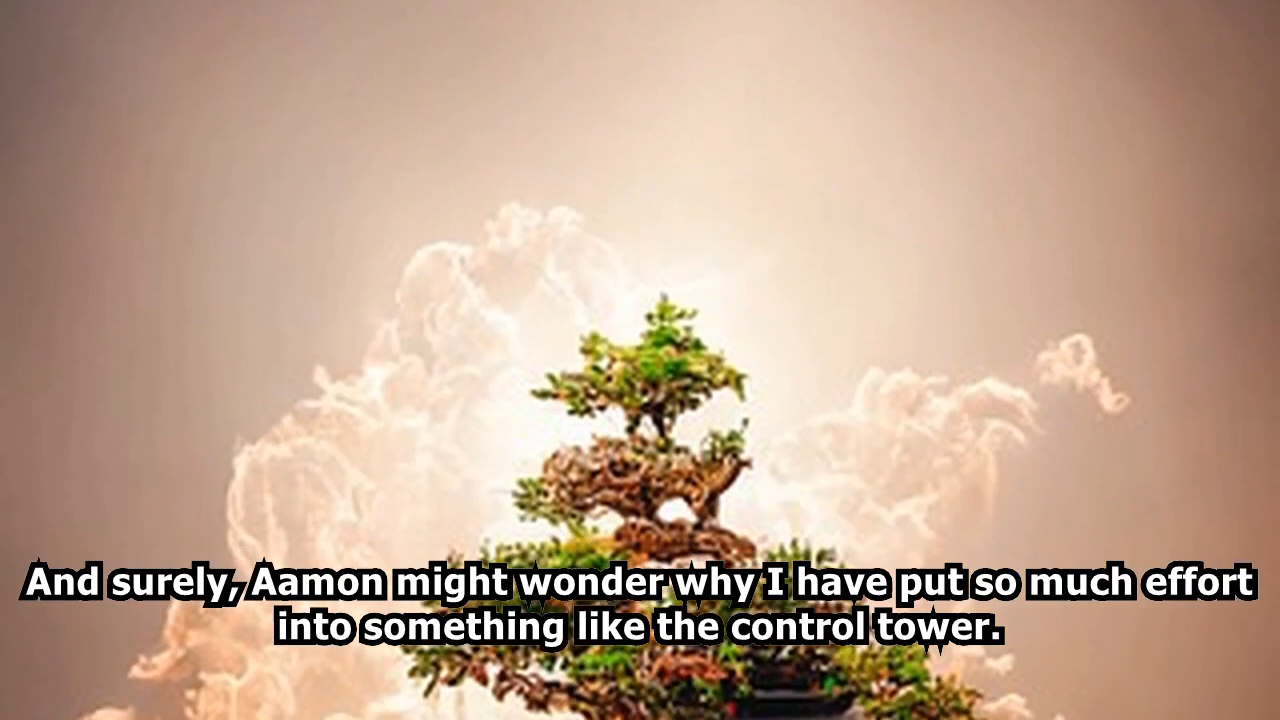 And surely, Aamon might wonder why I have put so much effort
into something like the control tower.